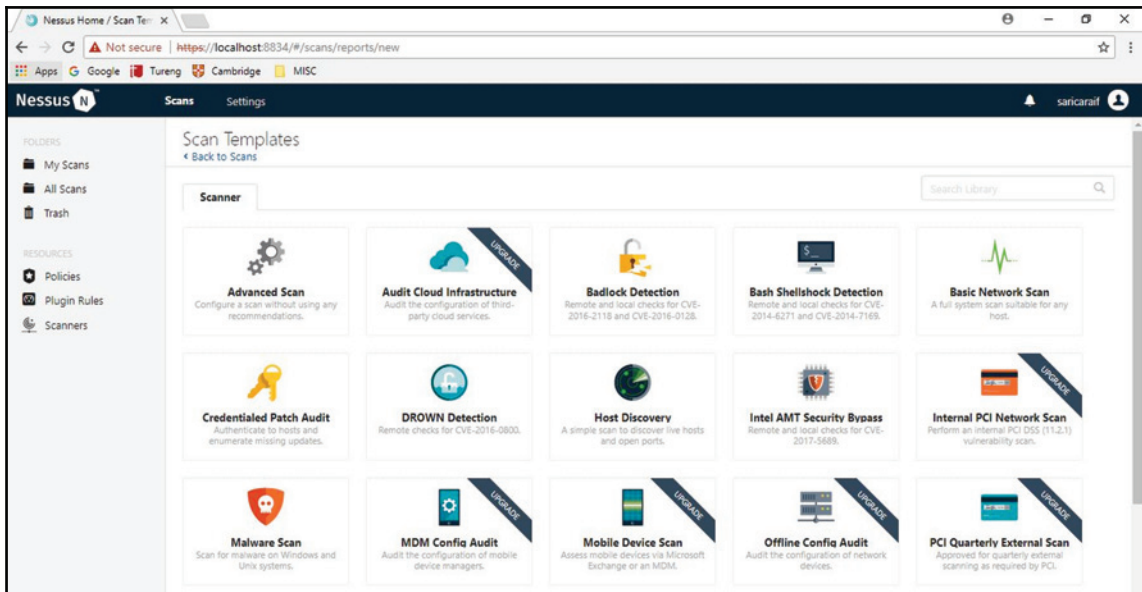 Nessus Home / Scan Tem
Not secure | https://localhost:8834/#/scans/reports/new
Apps Google Tureng Cambridge MISC
Nessus N
Scans Settings saricaraif
FOLDERS
My Scans
All Scans
Trash
RESOURCES
Policies
Plugin Rules
Scanners
Scan Templates
Back to Scans
Scanner
Search Library
Advanced Scan
Configure a scan without using any
recommendations.
UPGRADE
Audit Cloud Infrastructure
Audit the configuration of third-
party cloud services.
Badlock Detection
Remote and local checks for CVE-
2016-2118 and CVE-2016-0128.
Bash Shellshock Detection
Remote and local checks for CVE-
2014-6271 and CVE-2014-7169.
Basic Network Scan
A full system scan suitable for any
host.
Credentialed Patch Audit
Authenticate to hosts and
enumerate missing updates.
DROWN Detection
Remote checks for CVE-2016-0800.
Host Discovery
A simple scan to discover live hosts
and open ports.
Intel AMT Security Bypass
Remote and local checks for CVE-
2017-5689.
UPGRADE
Internal PCI Network Scan
Perform an internal PCI DSS (11.2.1)
vulnerability scan.
Malware Scan
Scan for malware on Windows and
Unix systems.
UPGRADE
MDM Config Audit
Audit the configuration of mobile
device managers.
UPGRADE
Mobile Device Scan
Assess mobile devices via Microsoft
Exchange or an MDM.
UPGRADE
Offline Config Audit
Audit the configuration of network
devices.
UPGRADE
PCI Quarterly External Scan
Approved for quarterly external
scanning as required by PCI.